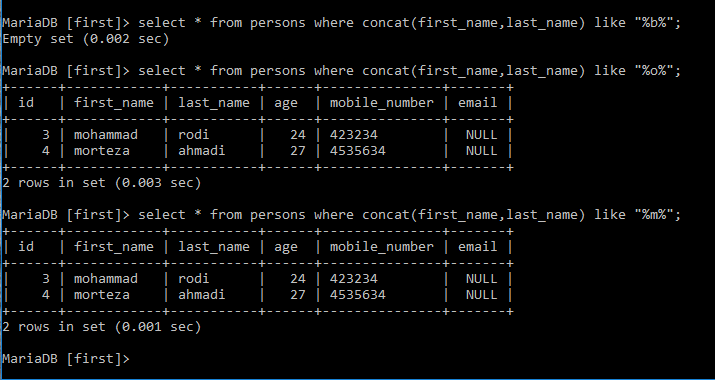 MariaDB [first]> select * from persons where concat(first_name,last_name) like "%b%";
Empty set (0.002 sec)
MariaDB [first]> select * from persons where concat(first_name,last_name) like "%o%";
+------+------------+-----------+------+---------------+-------+
| id   | first_name | last_name | age  | mobile_number | email |
+------+------------+-----------+------+---------------+-------+
|    3 | mohammad   | rodi      |   24 | 423234        |  NULL |
|    4 | morteza    | ahmadi    |   27 | 4535634       |  NULL |
+------+------------+-----------+------+---------------+-------+
2 rows in set (0.003 sec)
MariaDB [first]> select * from persons where concat(first_name,last_name) like "%m%";
+------+------------+-----------+------+---------------+-------+
| id   | first_name | last_name | age  | mobile_number | email |
+------+------------+-----------+------+---------------+-------+
|    3 | mohammad   | rodi      |   24 | 423234        |  NULL |
|    4 | morteza    | ahmadi    |   27 | 4535634       |  NULL |
+------+------------+-----------+------+---------------+-------+
2 rows in set (0.001 sec)
MariaDB [first]>